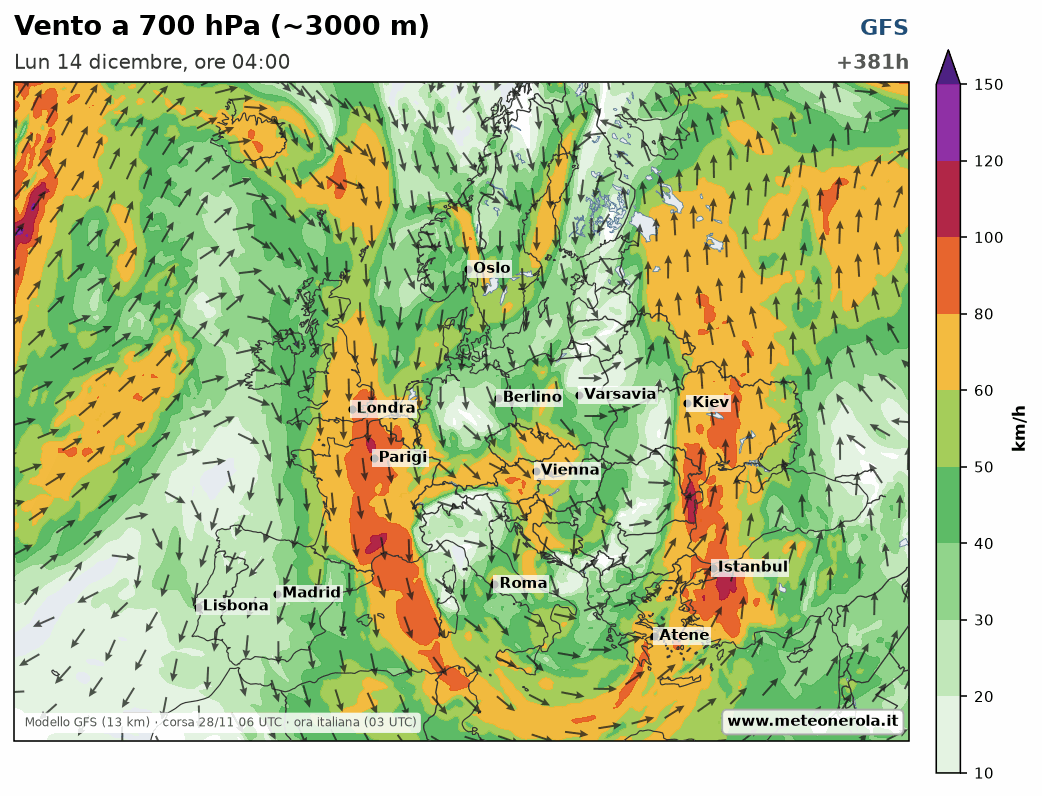 Vento a 700 hPa (~3000 m)
GFS
Lun 14 dicembre, ore 04:00
+381h
150
120
100
80
60
50
40
30
20
10
km/h
Oslo
Berlino
Varsavia
Londra
Kiev
Parigi
Vienna
Istanbul
Roma
Madrid
Lisbona
Atene
Modello GFS (13 km) · corsa 28/11 06 UTC · ora italiana (03 UTC)
www.meteonerola.it